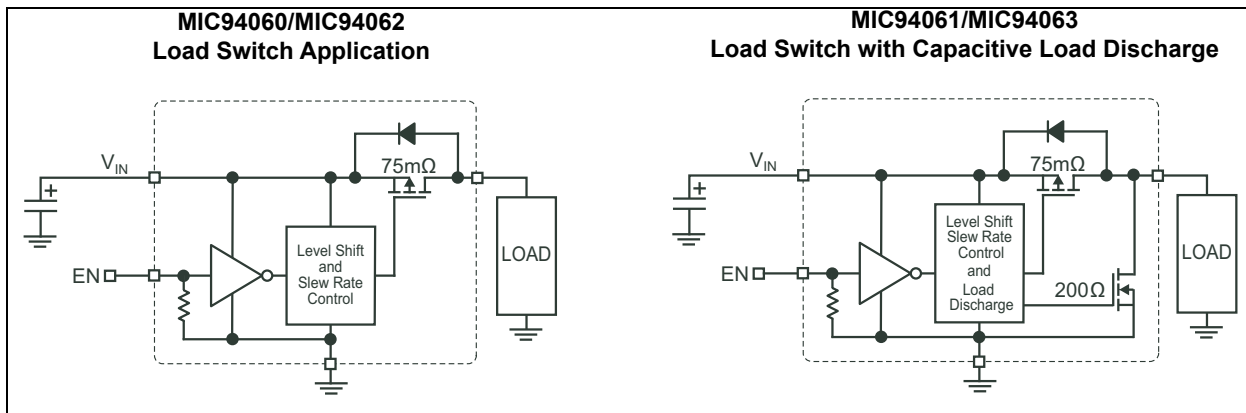 MIC94060/MIC94062
Load Switch Application
V_IN
75mΩ
+
Level Shift
and
Slew Rate
Control
EN
LOAD
MIC94061/MIC94063
Load Switch with Capacitive Load Discharge
V_IN
75mΩ
+
Level Shift
Slew Rate
Control
and
Load
Discharge
EN
200Ω
LOAD